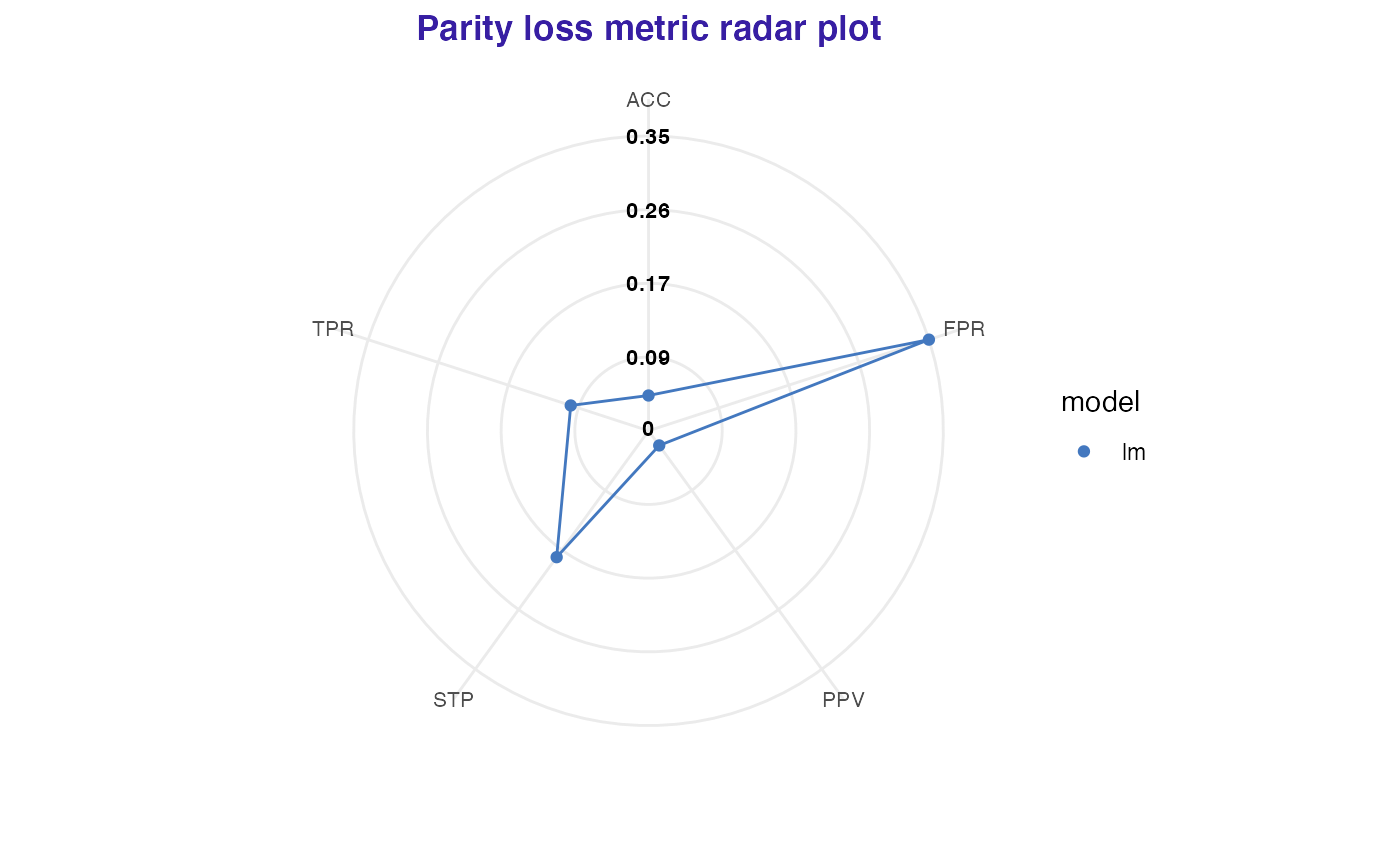 Parity loss metric radar plot
ACC
0.35
0.26
0.17
TPR
FPR
0.09
model
0
lm
STP
PPV